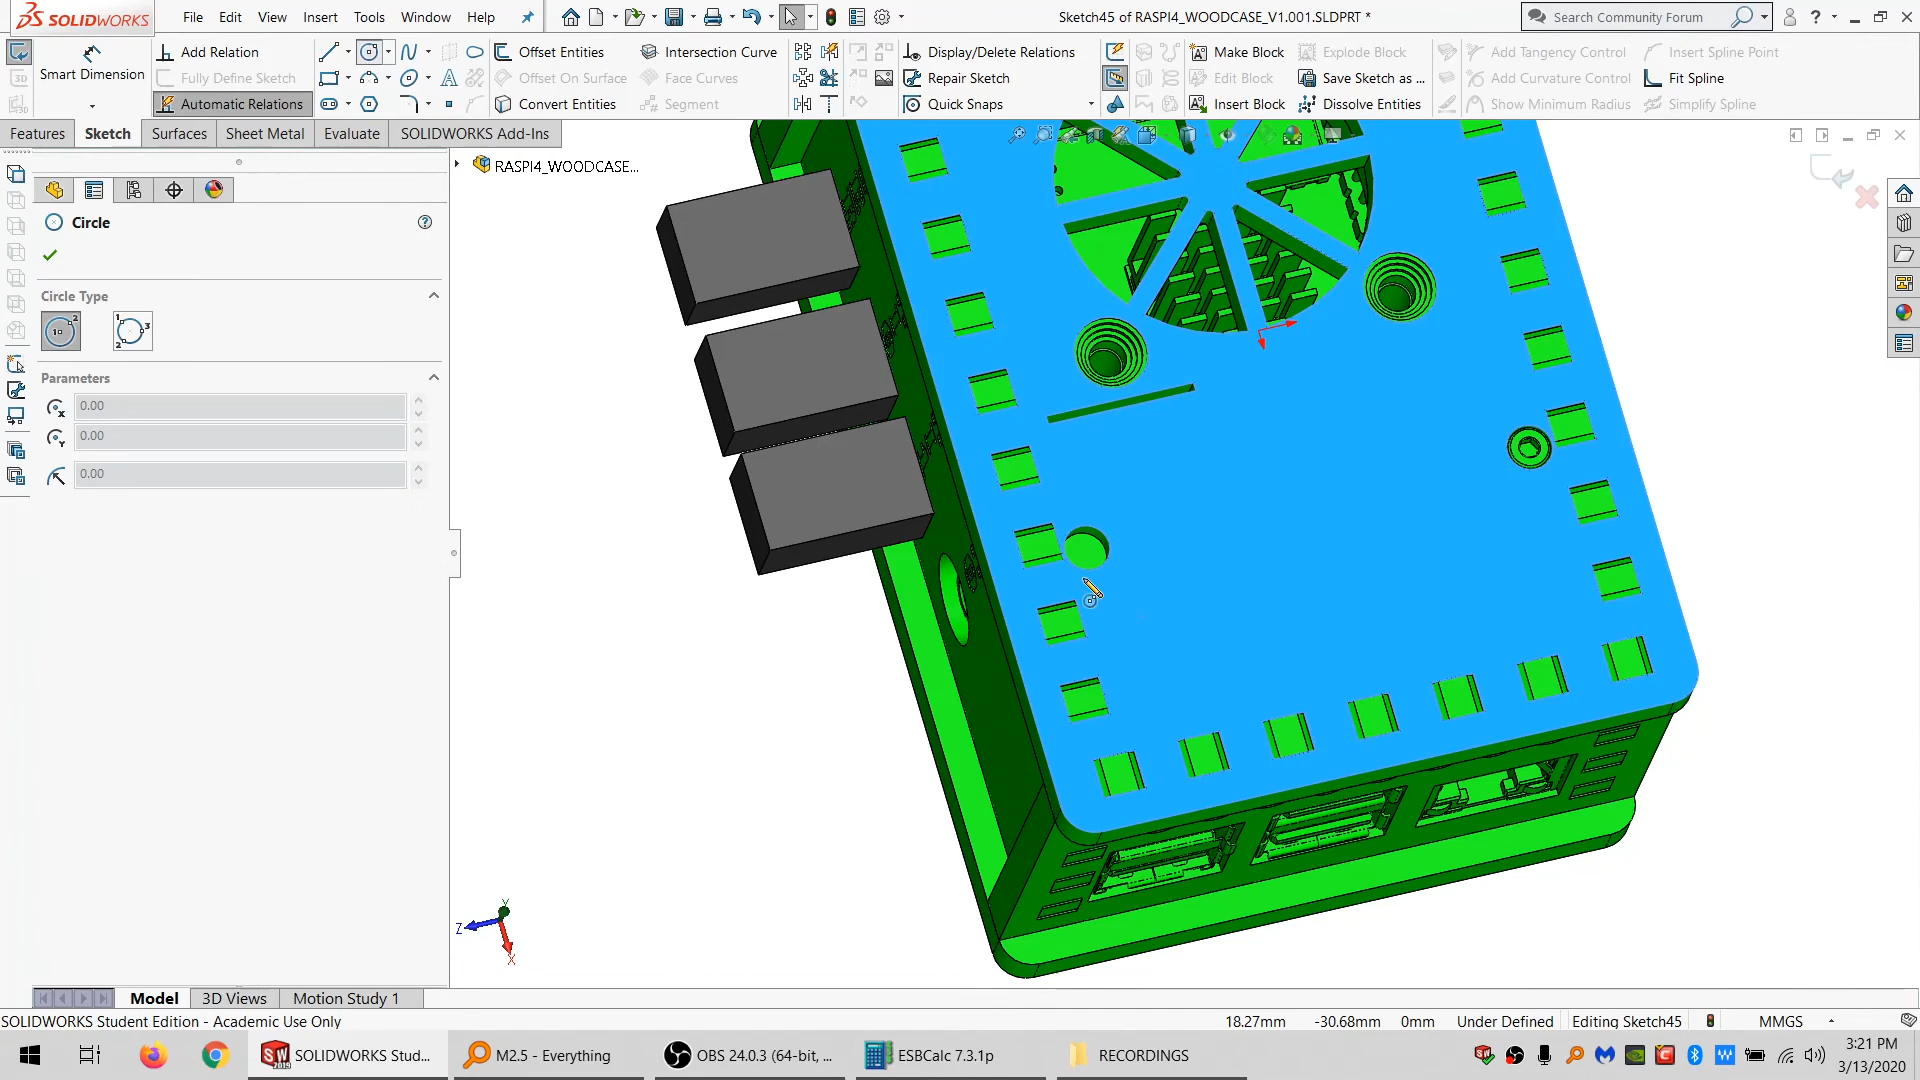 SOLIDWORKS
File
Edit
View
Insert
Tools
Window
Help
Sketch45 of RASPI4_WOODCASE_V1.001.SLDPRT *
Search Community Forum
Smart Dimension
Add Relation
Fully Define Sketch
Automatic Relations
Offset Entities
Offset On Surface
Convert Entities
Intersection Curve
Face Curves
Segment
Display/Delete Relations
Repair Sketch
Quick Snaps
Make Block
Edit Block
Insert Block
Explode Block
Save Sketch as ...
Dissolve Entities
Add Tangency Control
Add Curvature Control
Show Minimum Radius
Insert Spline Point
Fit Spline
Simplify Spline
Features
Sketch
Surfaces
Sheet Metal
Evaluate
SOLIDWORKS Add-Ins
RASPI4_WOODCASE...
Circle
Circle Type
Parameters
0.00
0.00
0.00
Z
Y
X
Model
3D Views
Motion Study 1
SOLIDWORKS Student Edition - Academic Use Only
18.27mm
-30.68mm
0mm
Under Defined
Editing Sketch45
MMGS
SOLIDWORKS Stud...
M2.5 - Everything
OBS 24.0.3 (64-bit, ...
ESBCalc 7.3.1p
RECORDINGS
3:21 PM
3/13/2020